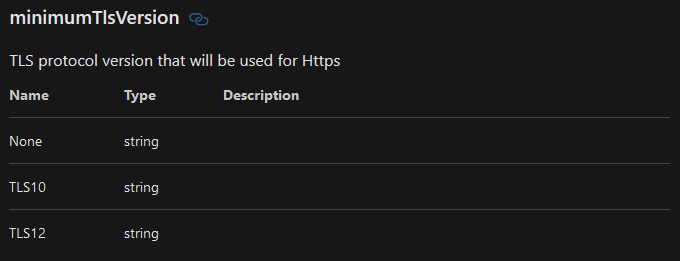 minimumTlsVersion
TLS protocol version that will be used for Https
Name Type Description
None string
TLS10 string
TLS12 string